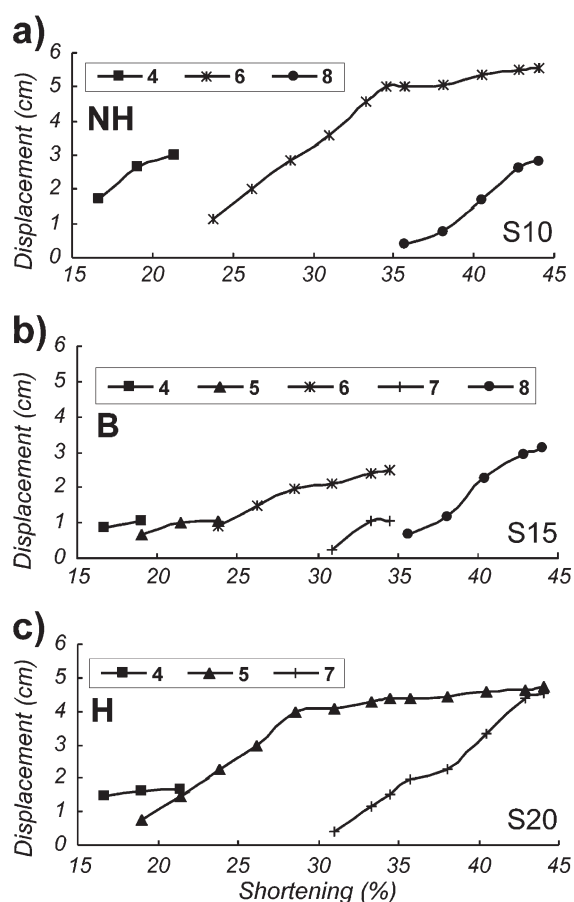 a)
4 6 8
NH
S10
Displacement (cm)
0 1 2 3 4 5 6
15 20 25 30 35 40 45
b)
4 5 6 7 8
B
S15
Displacement (cm)
0 1 2 3 4 5 6
15 20 25 30 35 40 45
c)
4 5 7
H
S20
Displacement (cm)
0 1 2 3 4 5 6
15 20 25 30 35 40 45
Shortening (%)